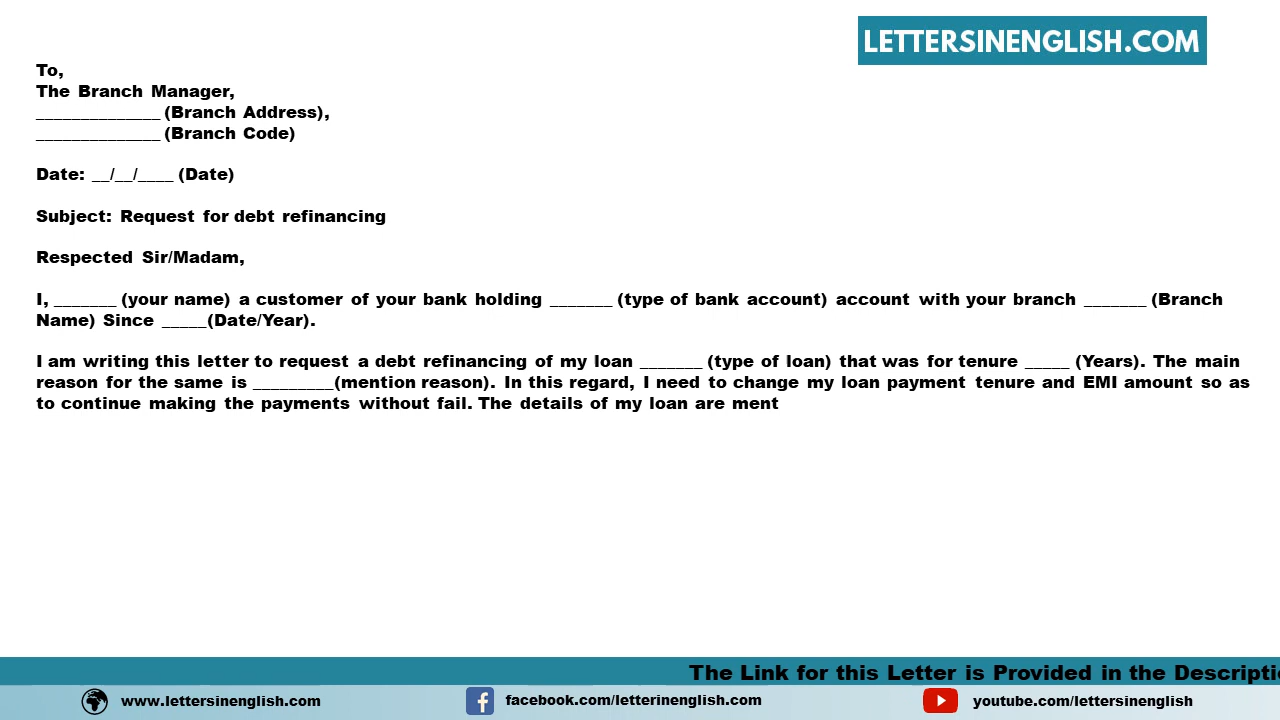 LETTERSINENGLISH.COM
To,
The Branch Manager,
______________ (Branch Address),
______________ (Branch Code)
Date: __/__/____ (Date)
Subject: Request for debt refinancing
Respected Sir/Madam,
I, _______ (your name) a customer of your bank holding _______ (type of bank account) account with your branch _______ (Branch
Name) Since _____(Date/Year).
I am writing this letter to request a debt refinancing of my loan _______ (type of loan) that was for tenure _____ (Years). The main
reason for the same is _________(mention reason). In this regard, I need to change my loan payment tenure and EMI amount so as
to continue making the payments without fail. The details of my loan are ment
The Link for this Letter is Provided in the Descripti
www.lettersinenglish.com
facebook.com/letterinenglish.com
youtube.com/lettersinenglish